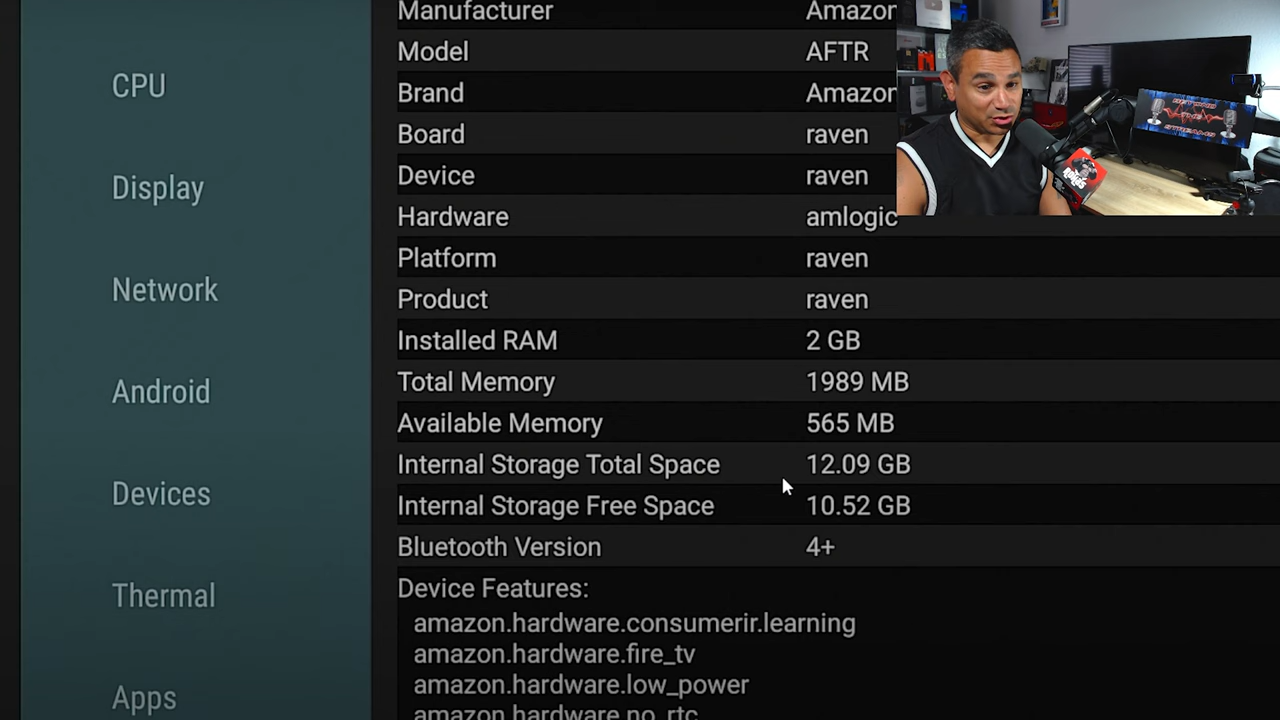 CPU
Display
Network
Android
Devices
Thermal
Apps
Manufacturer Amazon
Model AFTR
Brand Amazon
Board raven
Device raven
Hardware amlogic
Platform raven
Product raven
Installed RAM 2 GB
Total Memory 1989 MB
Available Memory 565 MB
Internal Storage Total Space 12.09 GB
Internal Storage Free Space 10.52 GB
Bluetooth Version 4+
Device Features:
amazon.hardware.consumerir.learning
amazon.hardware.fire_tv
amazon.hardware.low_power
amazon.hardware.no_rtc